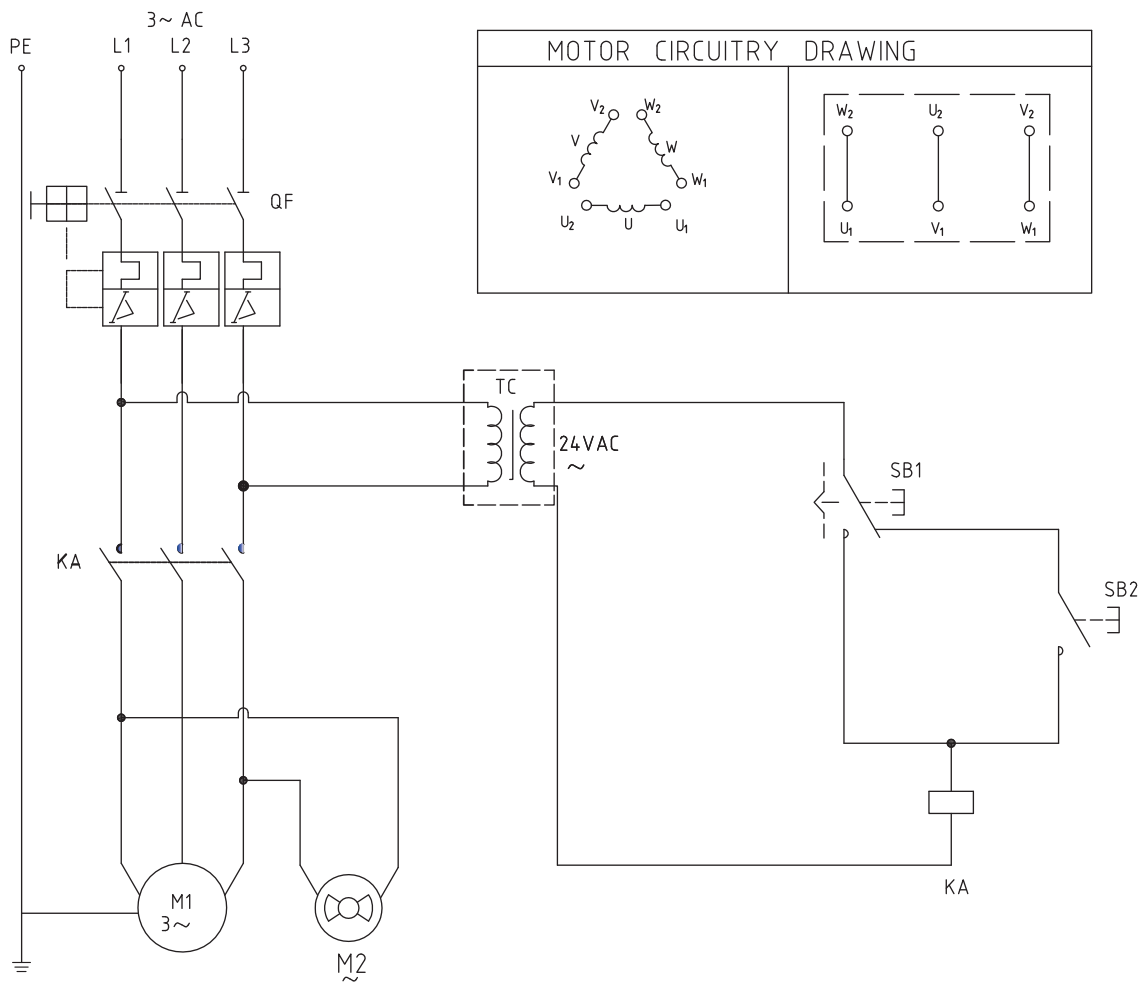 3~ AC
PE L1 L2 L3
MOTOR CIRCUITRY DRAWING
V2 W2
V W
V1 W1
U2 U U1
W2 U2 V2
U1 V1 W1
QF
TC
24VAC
~
SB1
KA
SB2
M1
3~
KA
M2
~